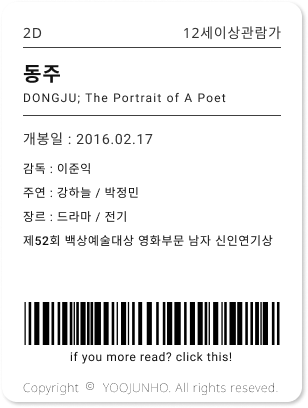 2D 12세이상관람가
동주
DONGJU; The Portrait of A Poet
개봉일 : 2016.02.17
감독 : 이준익
주연 : 강하늘 / 박정민
장르 : 드라마 / 전기
제52회 백상예술대상 영화부문 남자 신인연기상
if you more read? click this!
Copyright © YOOJUNHO. All rights reserved.